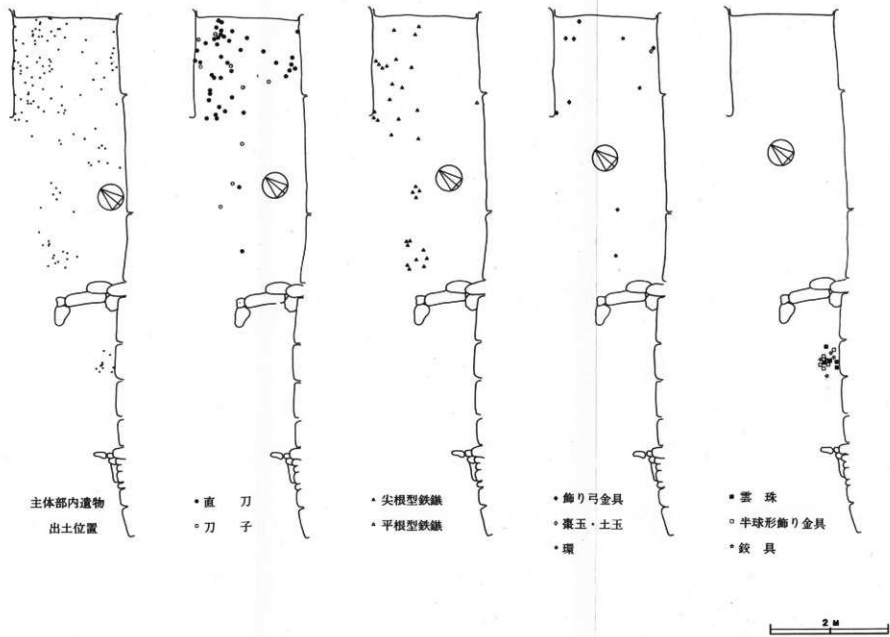 主体部内遺物
出土位置
• 直 刀
○ 刀 子
▲ 尖根型鉄鏃
△ 平根型鉄鏃
◆ 飾り弓金具
◇ 棗玉・土玉
• 環
■ 雲 珠
□ 半球形飾り金具
* 鉸 具
2 M